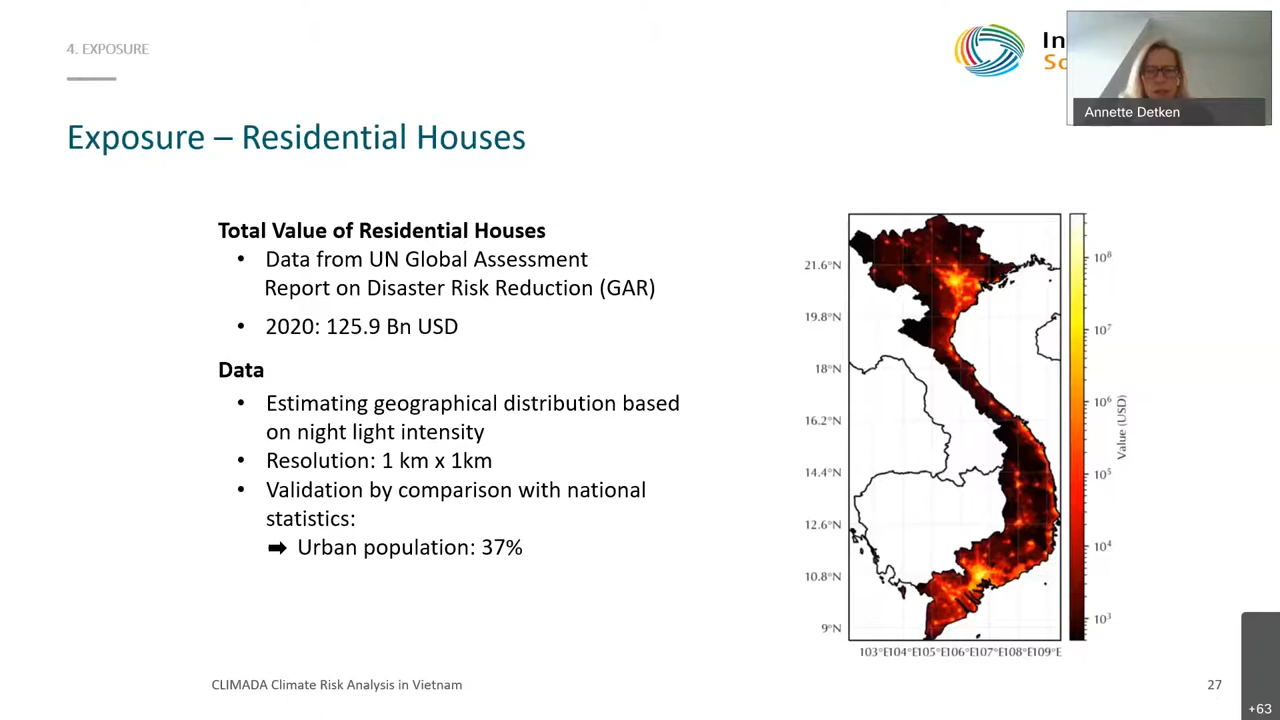 4. EXPOSURE
In
Sc
Annette Detken
Exposure – Residential Houses
Total Value of Residential Houses
• Data from UN Global Assessment
Report on Disaster Risk Reduction (GAR)
• 2020: 125.9 Bn USD
Data
• Estimating geographical distribution based
on night light intensity
• Resolution: 1 km x 1km
• Validation by comparison with national
statistics:
➡ Urban population: 37%
21.6°N
19.8°N
18°N
16.2°N
14.4°N
12.6°N
10.8°N
9°N
103°E104°E105°E106°E107°E108°E109°E
10⁸
10⁷
10⁶
10⁵
10⁴
10³
Value (USD)
CLIMADA Climate Risk Analysis in Vietnam
27
+63